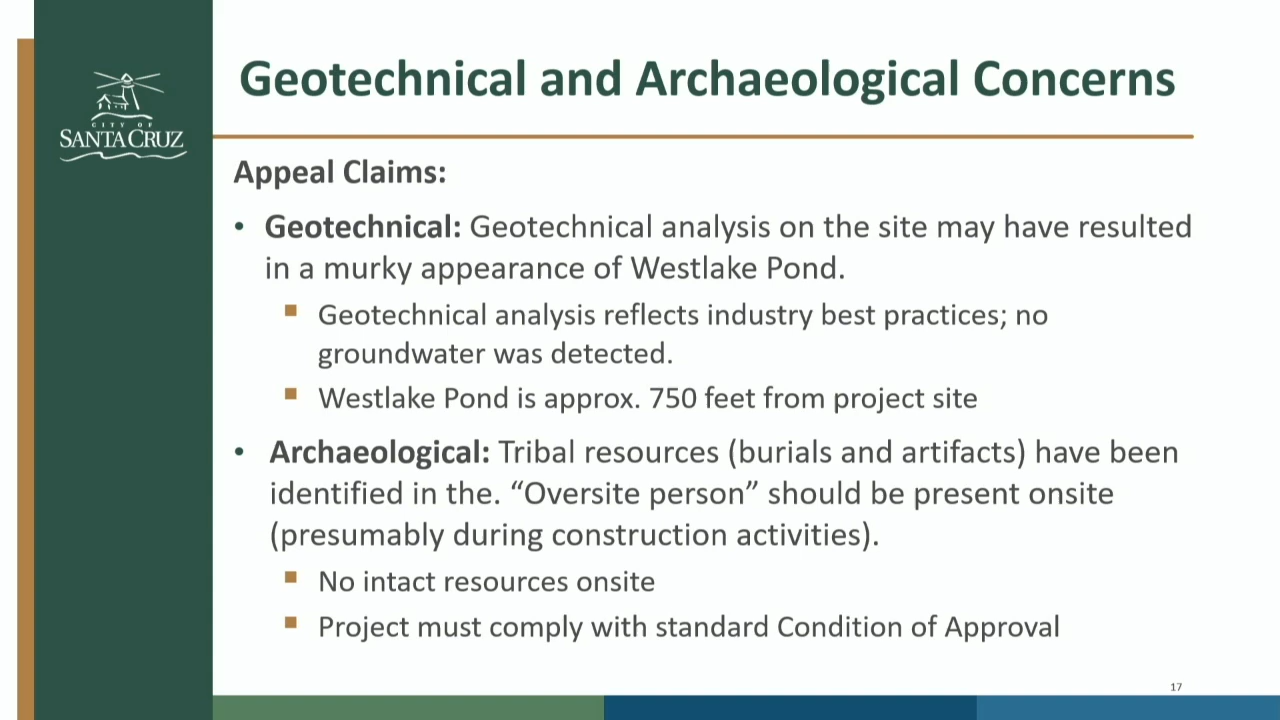 CITY OF
SANTA CRUZ
Geotechnical and Archaeological Concerns
Appeal Claims:
• Geotechnical: Geotechnical analysis on the site may have resulted
in a murky appearance of Westlake Pond.
▪ Geotechnical analysis reflects industry best practices; no
groundwater was detected.
▪ Westlake Pond is approx. 750 feet from project site
• Archaeological: Tribal resources (burials and artifacts) have been
identified in the. “Oversite person” should be present onsite
(presumably during construction activities).
▪ No intact resources onsite
▪ Project must comply with standard Condition of Approval
17